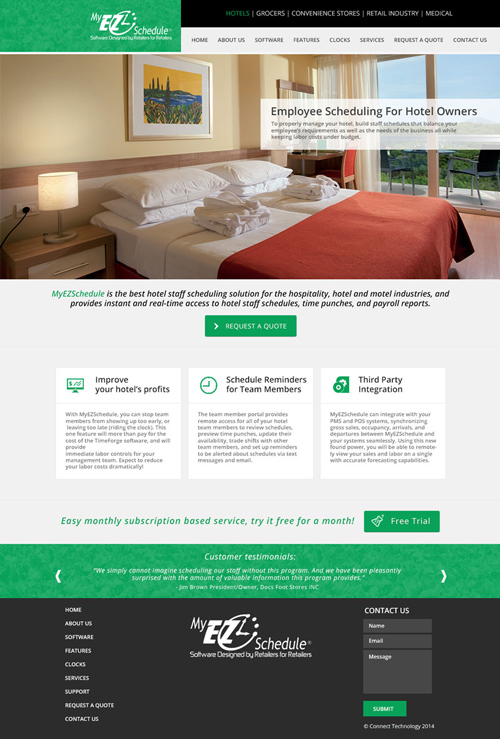 My EZ Schedule®
Software Designed by Retailers for Retailers
HOTELS | GROCERS | CONVENIENCE STORES | RETAIL INDUSTRY | MEDICAL
HOME ABOUT US SOFTWARE FEATURES CLOCKS SERVICES REQUEST A QUOTE CONTACT US
Employee Scheduling For Hotel Owners
To properly manage your hotel, build staff schedules that balance your
employee's requirements as well as the needs of the business all while
keeping labor costs under budget.
MyEZSchedule is the best hotel staff scheduling solution for the hospitality, hotel and motel industries, and
provides instant and real-time access to hotel staff schedules, time punches, and payroll reports.
REQUEST A QUOTE
Improve
your hotel's profits
With MyEZSchedule, you can stop team
members from showing up too early, or
leaving too late (riding the clock). This
one feature will more than pay for the
cost of the Timeforge software, and will
provide
immediate labor controls for your
management team. Expect to reduce
your labor costs dramatically!
Schedule Reminders
for Team Members
The team member portal provides
remote access for all of your hotel
team members to review schedules,
preview time punches, update their
availability, trade shifts with other
team members, and set up reminders
to be alerted about schedules via text
messages and email.
Third Party
Integration
MyEZSchedule can integrate with your
PMS and POS systems, synchronizing
gross sales, occupancy, arrivals, and
departures between MyEZSchedule and
your systems seamlessly. Using this new
found power, you will be able to remote-
ly view your sales and labor on a single
with accurate forecasting capabilities.
Easy monthly subscription based service, try it free for a month!
Free Trial
Customer testimonials:
"We simply cannot imagine scheduling our staff without this program. And we have been pleasantly
surprised with the amount of valuable information this program provides."
- Jim Brown President/Owner, Docs Foot Stores INC
HOME
ABOUT US
SOFTWARE
FEATURES
CLOCKS
SERVICES
SUPPORT
REQUEST A QUOTE
CONTACT US
My EZ Schedule®
Software Designed by Retailers for Retailers
CONTACT US
Name
Email
Message
SUBMIT
© Connect Technology 2014